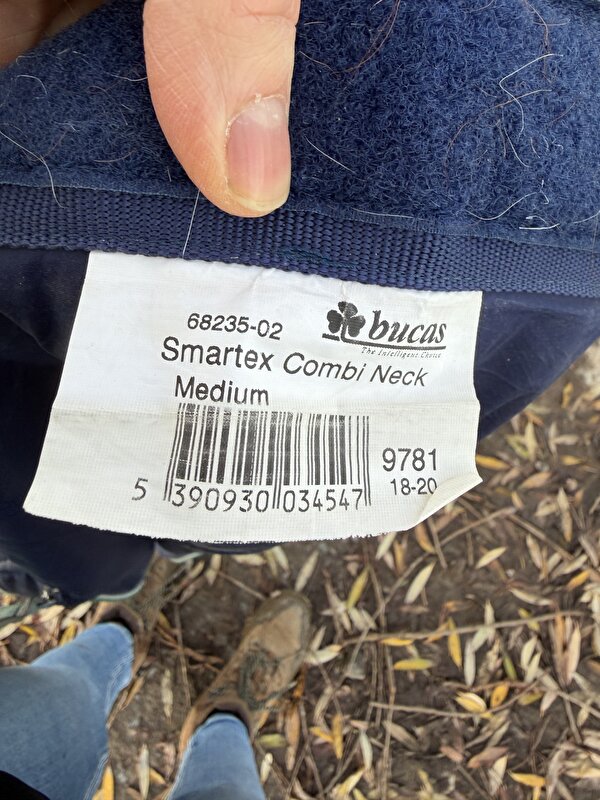 68235-02
bucas
The Intelligent Choice
Smartex Combi Neck
Medium
9781
18-20
5 390930 034547